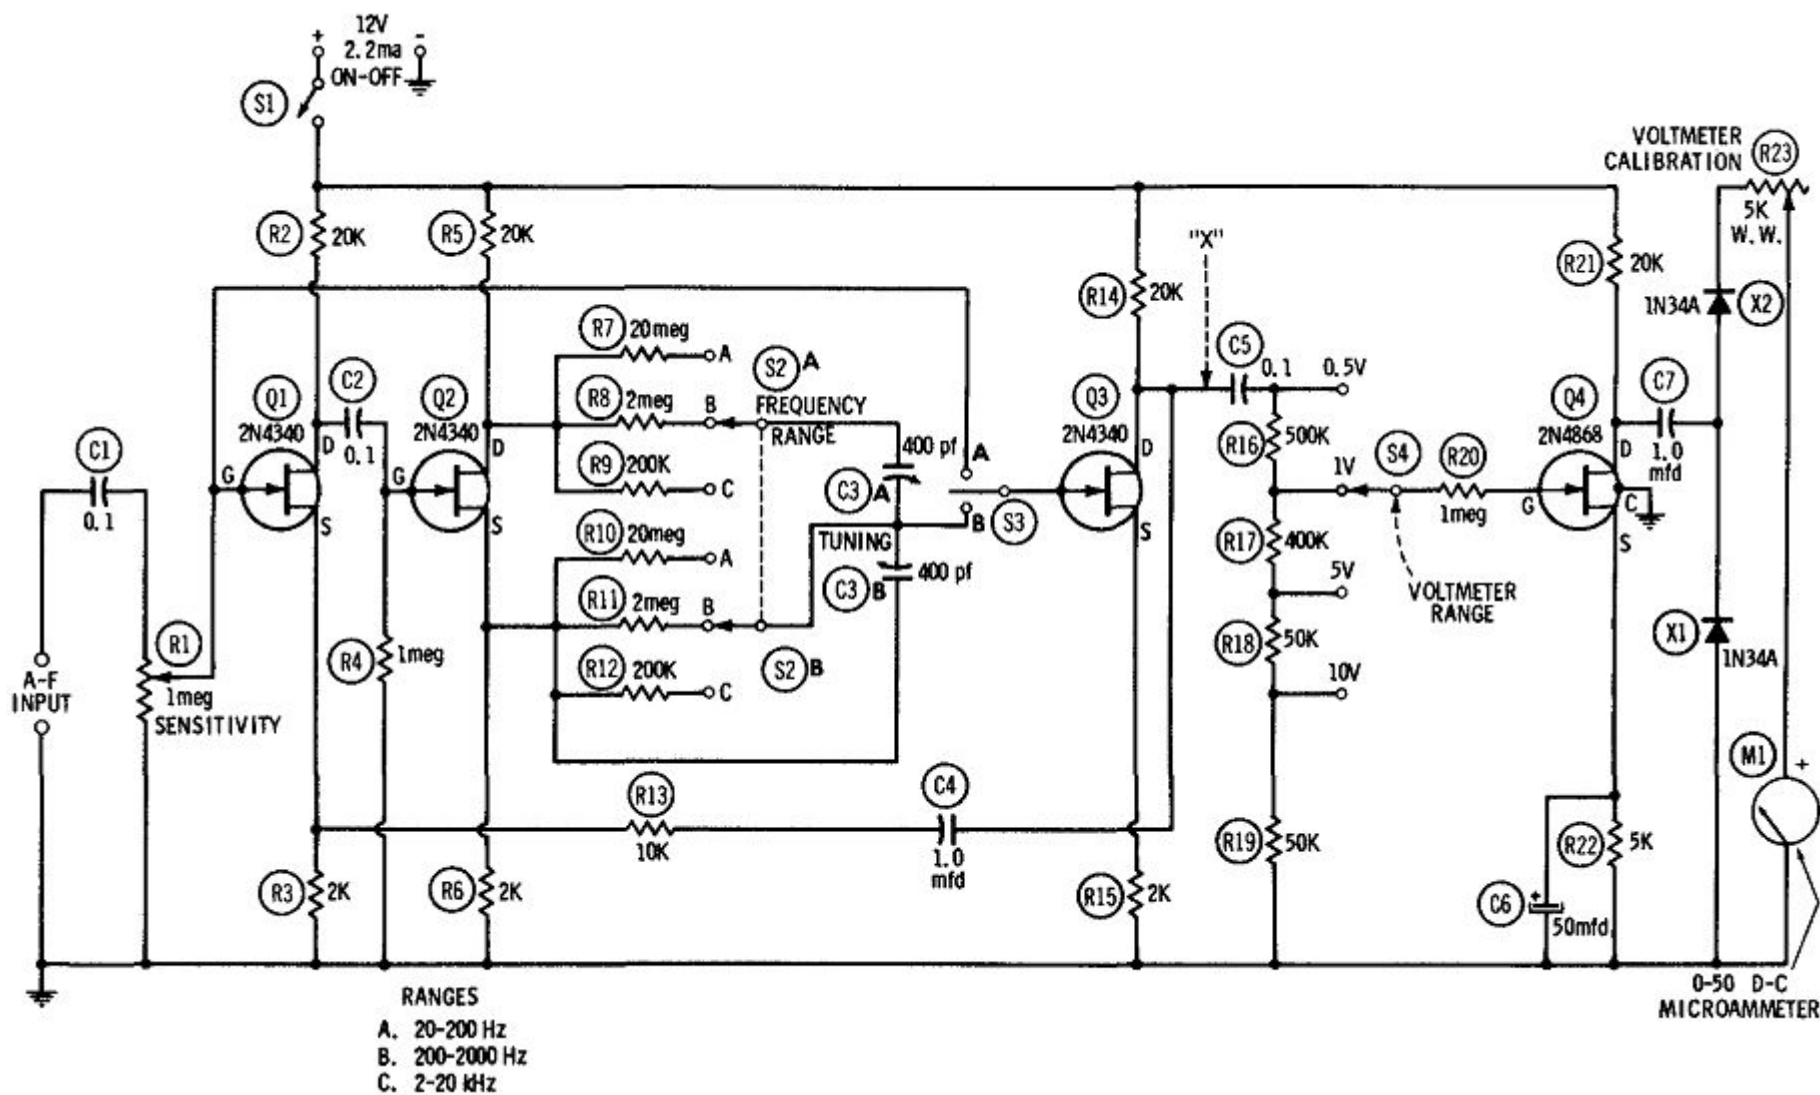 12V
+ 2.2ma -
ON-OFF
S1
VOLTMETER
CALIBRATION
R23
5K
W. W.
R2
20K
R5
20K
"X"
R14
20K
R21
20K
1N34A
X2
R7
20meg
A
S2 A
C5
0.1
0.5V
Q1
2N4340
C2
0.1
Q2
2N4340
R8
2meg
B
FREQUENCY
RANGE
400 pf
A
Q3
2N4340
R16
500K
Q4
2N4868
C7
1.0
mfd
C1
0.1
G
D
S
G
D
S
R9
200K
C
C3 A
B
S3
D
S
1V
S4
R20
1meg
G
D
C
S
R10
20meg
A
TUNING
R17
400K
C3 B
400 pf
5V
VOLTMETER
RANGE
R11
2meg
B
R1
1meg
SENSITIVITY
A-F
INPUT
R4
1meg
R12
200K
C
S2 B
R18
50K
10V
X1
1N34A
R13
10K
C4
1.0
mfd
M1
+
R3
2K
R6
2K
R15
2K
R19
50K
R22
5K
C6
+
50mfd
0-50 D-C
MICROAMMETER
RANGES
A. 20-200 Hz
B. 200-2000 Hz
C. 2-20 kHz